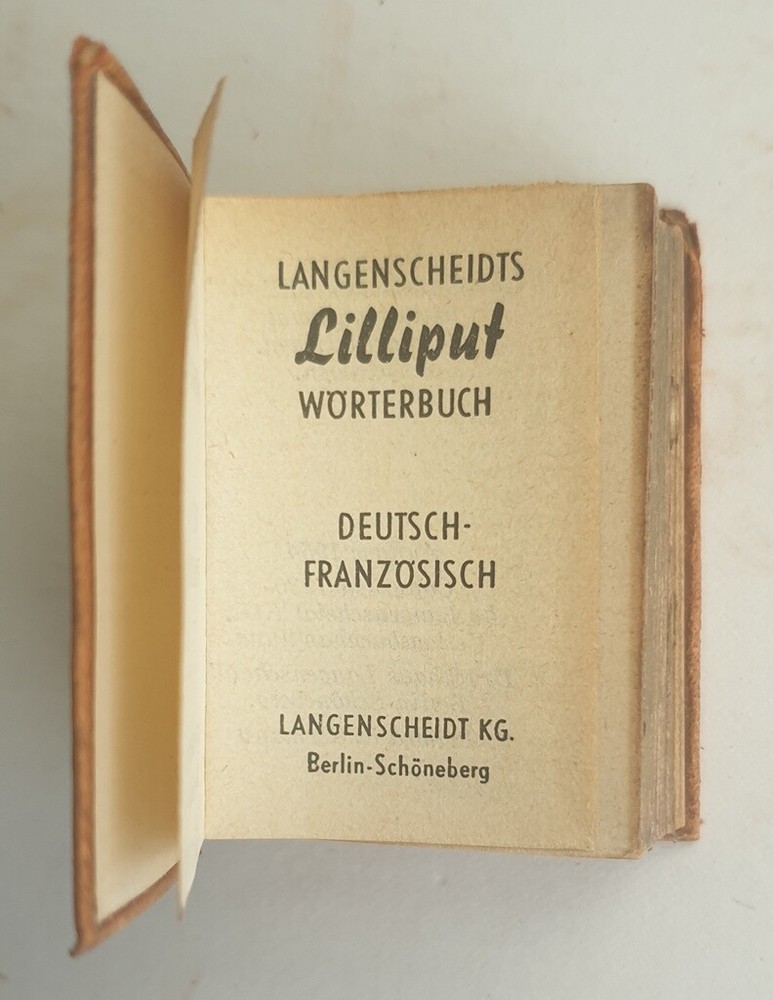 LANGENSCHEIDTS
Lilliput
WÖRTERBUCH
DEUTSCH-
FRANZÖSISCH
LANGENSCHEIDT KG.
Berlin-Schöneberg